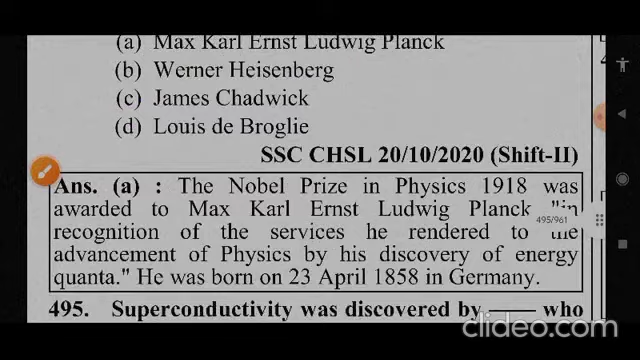 (a) Max Karl Ernst Ludwig Planck
(b) Werner Heisenberg
(c) James Chadwick
(d) Louis de Broglie
SSC CHSL 20/10/2020 (Shift-II)
Ans. (a) : The Nobel Prize in Physics 1918 was
awarded to Max Karl Ernst Ludwig Planck "in
recognition of the services he rendered to the
advancement of Physics by his discovery of energy
quanta." He was born on 23 April 1858 in Germany.
495/961
495. Superconductivity was discovered by ____ who
clideo.com